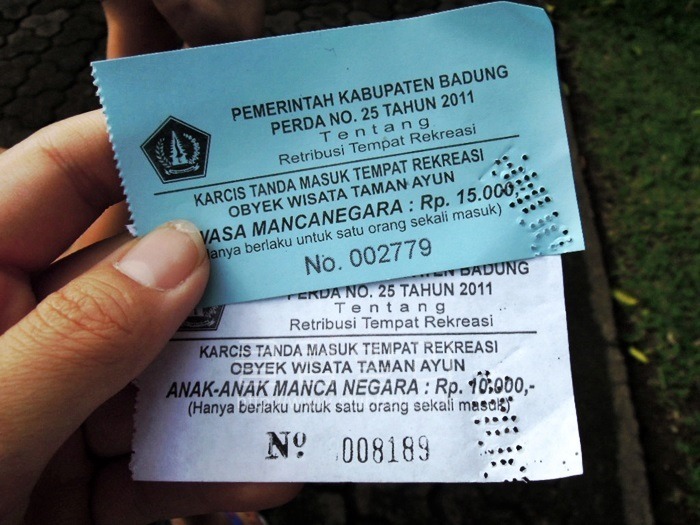 PEMERINTAH KABUPATEN BADUNG
PERDA NO. 25 TAHUN 2011
Tentang
Retribusi Tempat Rekreasi
KARCIS TANDA MASUK TEMPAT REKREASI
OBYEK WISATA TAMAN AYUN
MANCANEGARA : Rp. 15.000,
(Hanya berlaku untuk satu orang sekali masuk)
No. 002779
BADUNG
PERDA NO. 25 TAHUN 2011
Tentang
Retribusi Tempat Rekreasi
KARCIS TANDA MASUK TEMPAT REKREASI
OBYEK WISATA TAMAN AYUN
ANAK-ANAK MANCA NEGARA : Rp. 10.000,-
(Hanya berlaku untuk satu orang sekali masuk)
Nº 008189